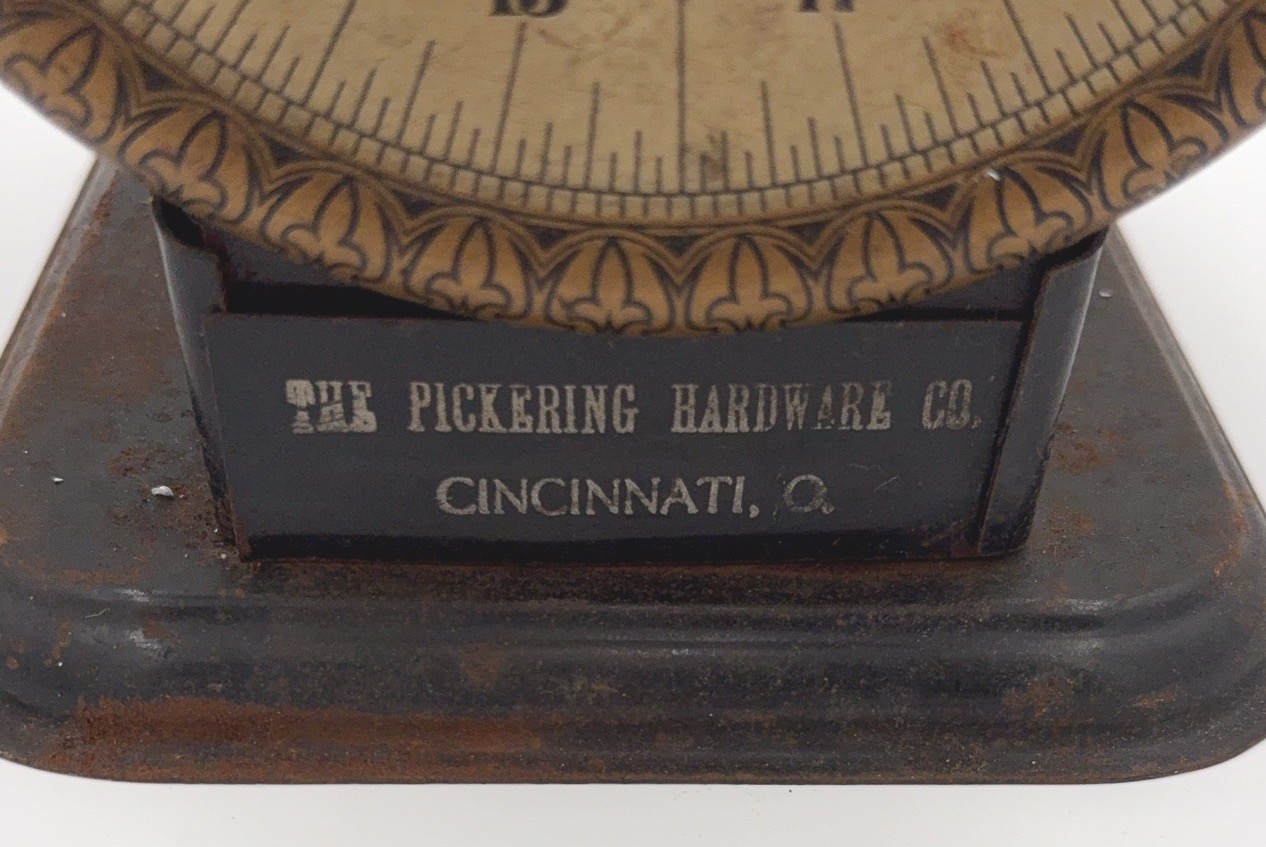 THE PICKERING HARDWARE CO.
CINCINNATI, O.